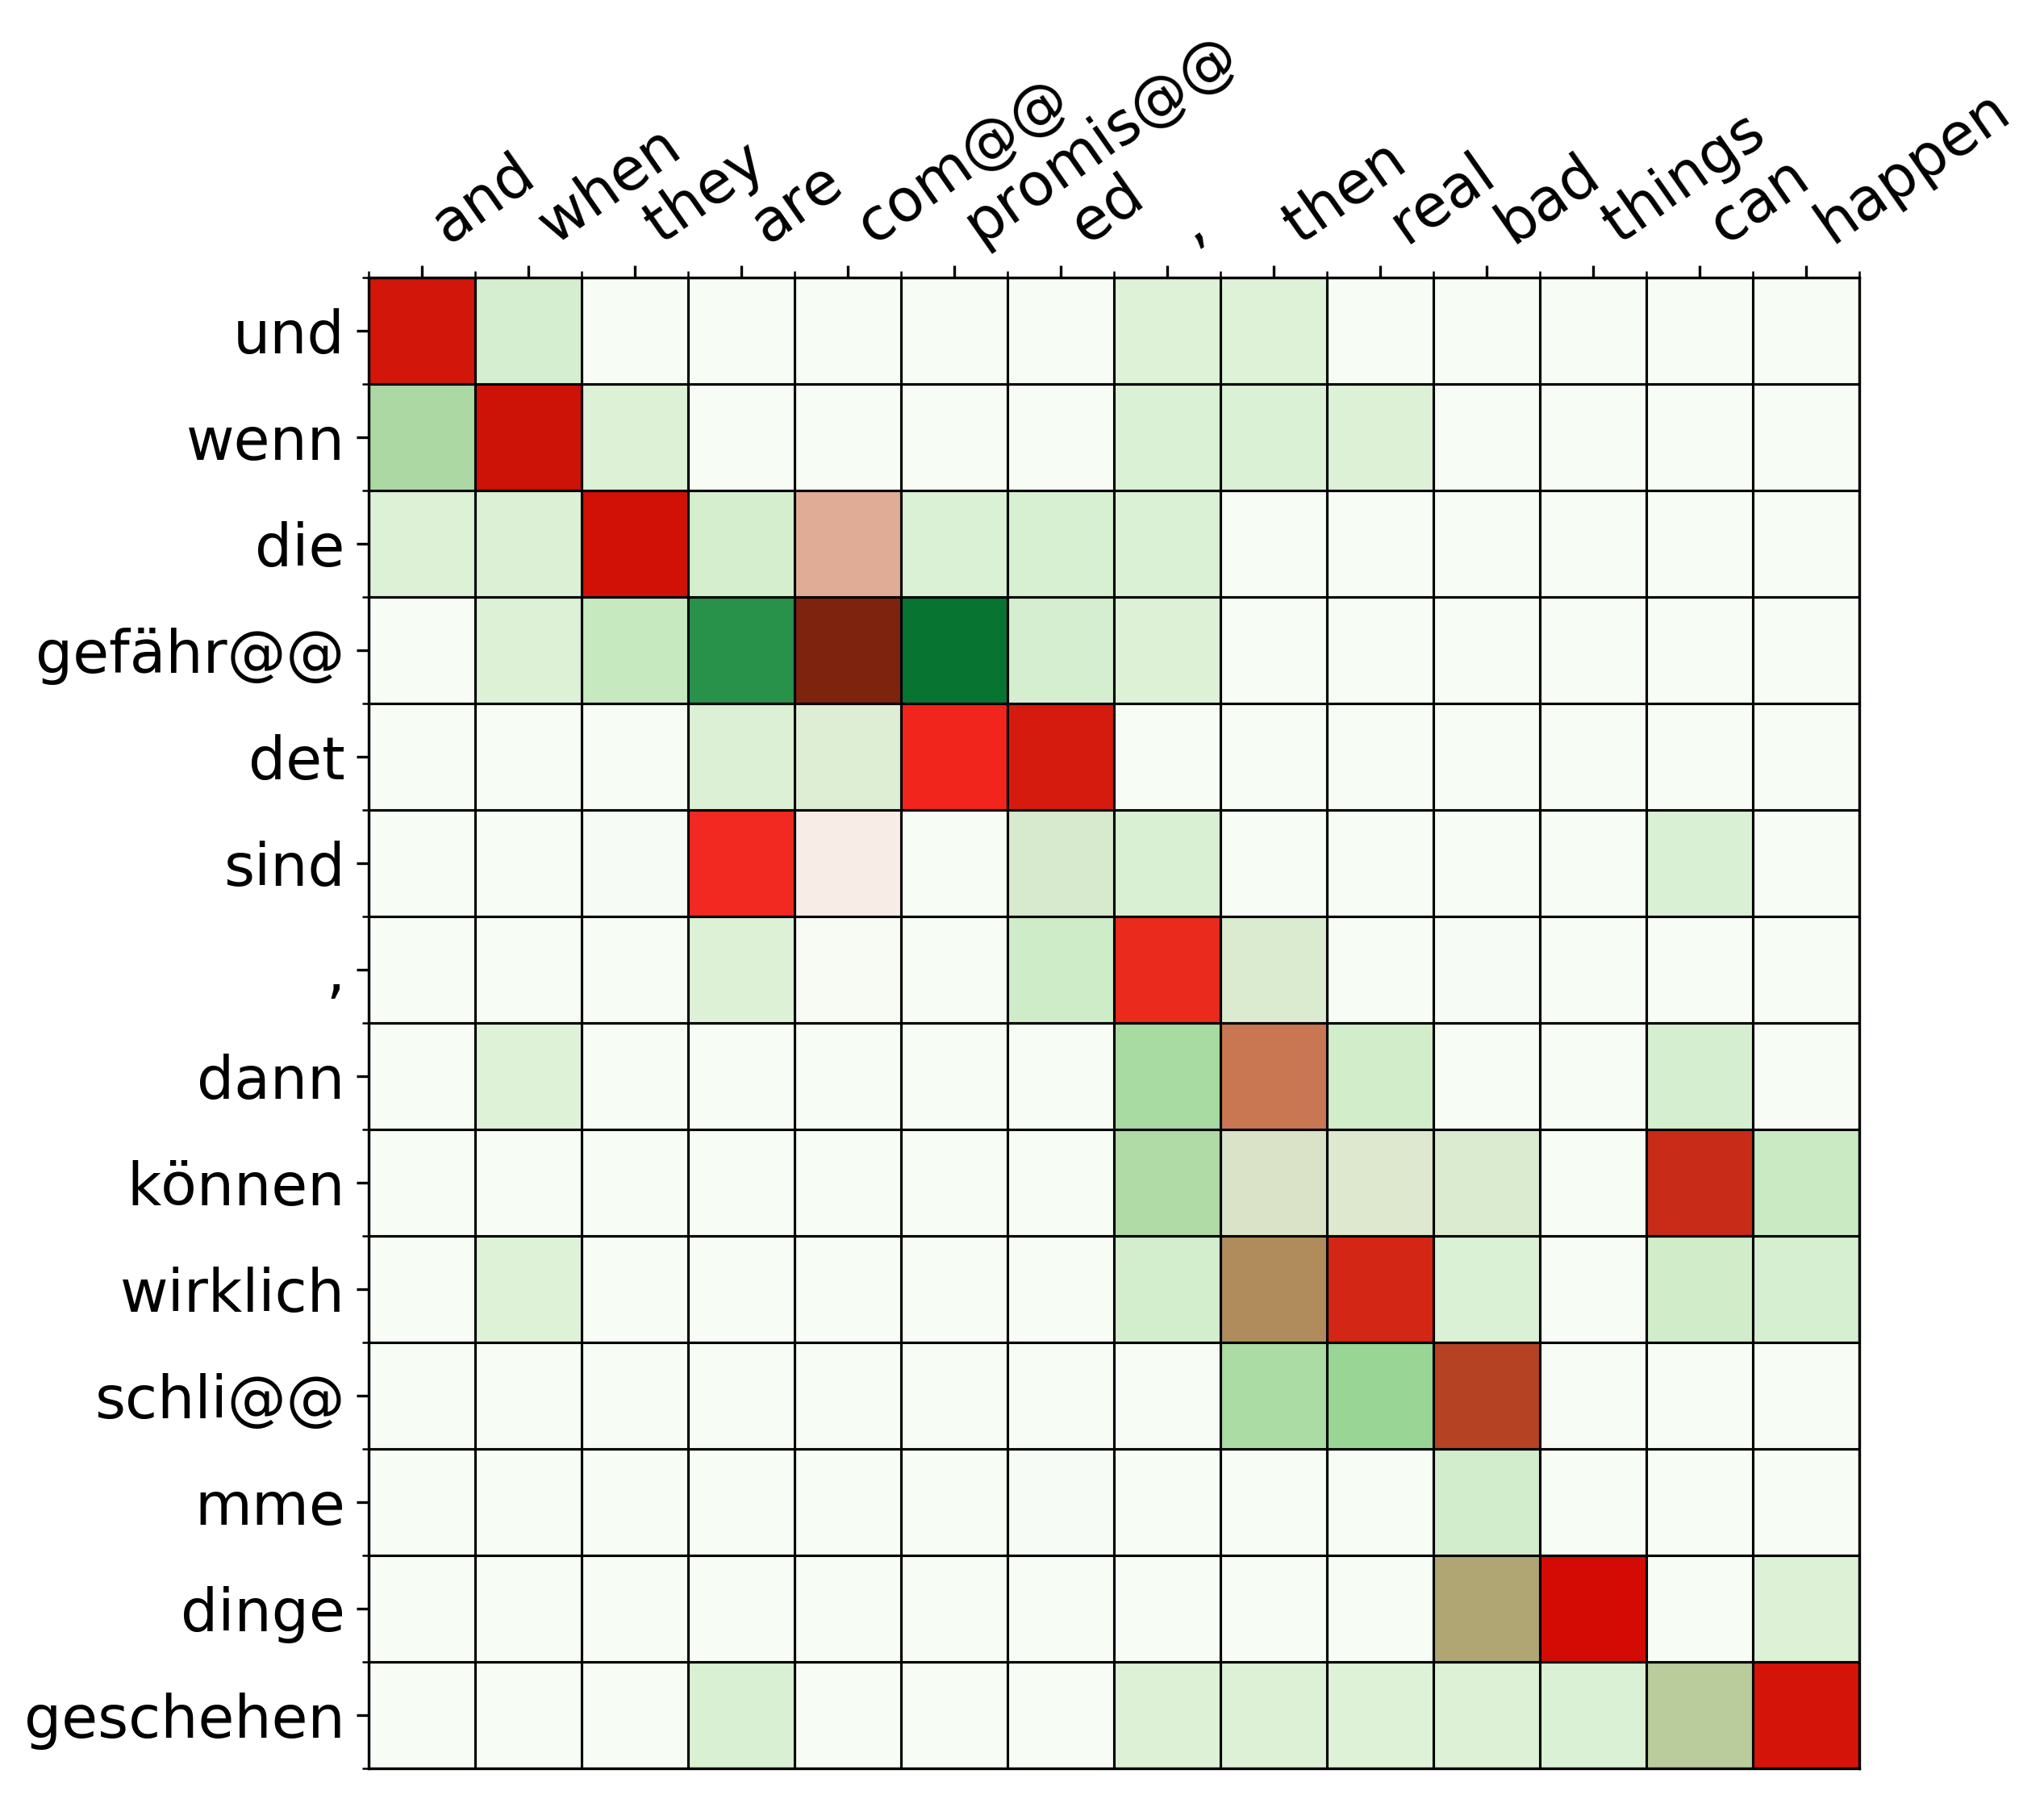 and
when
they
are
com@@
promis@@
ed
,
then
real
bad
things
can
happen
und
wenn
die
gefähr@@
det
sind
,
dann
können
wirklich
schli@@
mme
dinge
geschehen